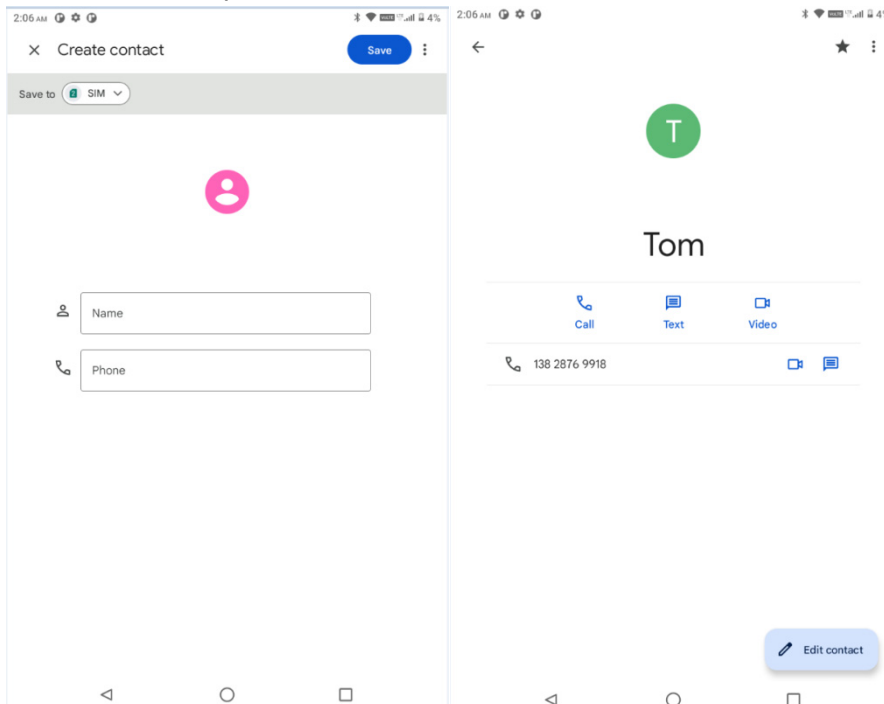 2:06 AM
4%
Create contact
Save
Save to
SIM
Name
Phone
2:06 AM
T
Tom
Call
Text
Video
138 2876 9918
Edit contact